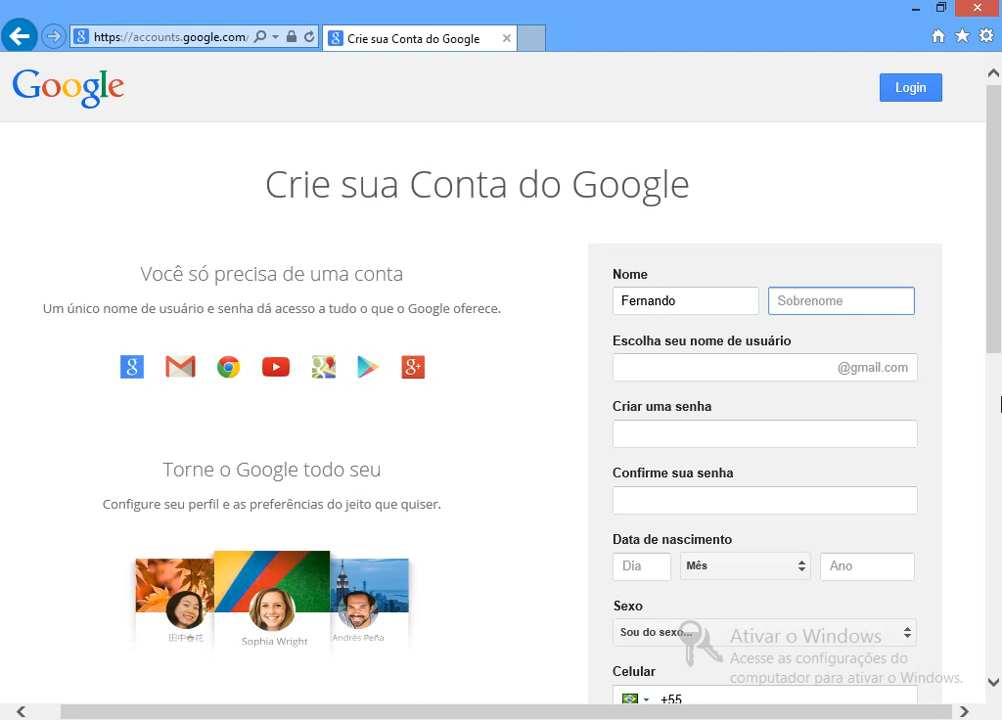 https://accounts.google.com/
Crie sua Conta do Google
Google
Login
Crie sua Conta do Google
Você só precisa de uma conta
Um único nome de usuário e senha dá acesso a tudo o que o Google oferece.
Torne o Google todo seu
Configure seu perfil e as preferências do jeito que quiser.
田中春花
Sophia Wright
Andrés Peña
Nome
Fernando
Sobrenome
Escolha seu nome de usuário
@gmail.com
Criar uma senha
Confirme sua senha
Data de nascimento
Dia
Mês
Ano
Sexo
Sou do sexo...
Celular
+55
Ativar o Windows
Acesse as configurações do
computador para ativar o Windows.